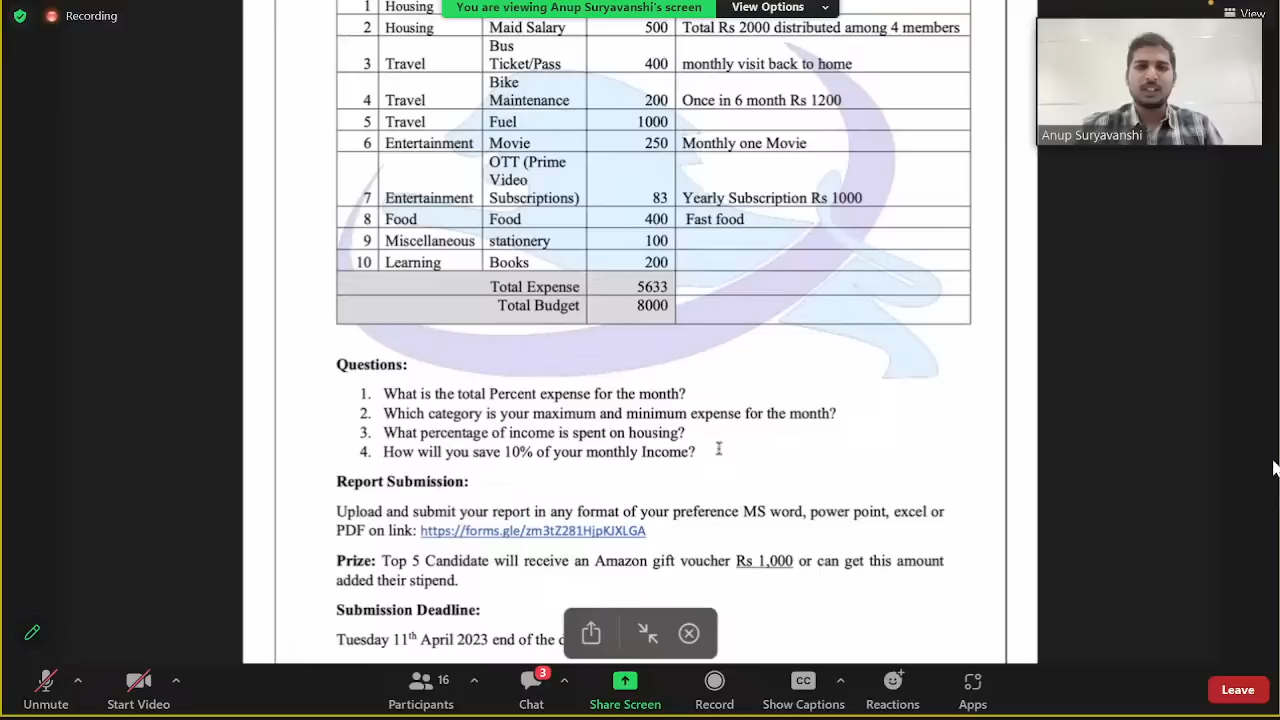 Recording
You are viewing Anup Suryavanshi's screen
View Options
View
1 Housing
2 Housing Maid Salary 500 Total Rs 2000 distributed among 4 members
3 Travel Bus Ticket/Pass 400 monthly visit back to home
4 Travel Bike Maintenance 200 Once in 6 month Rs 1200
5 Travel Fuel 1000
6 Entertainment Movie 250 Monthly one Movie
7 Entertainment OTT (Prime Video Subscriptions) 83 Yearly Subscription Rs 1000
8 Food Food 400 Fast food
9 Miscellaneous stationery 100
10 Learning Books 200
Total Expense 5633
Total Budget 8000
Anup Suryavanshi
Questions:
1. What is the total Percent expense for the month?
2. Which category is your maximum and minimum expense for the month?
3. What percentage of income is spent on housing?
4. How will you save 10% of your monthly Income?
Report Submission:
Upload and submit your report in any format of your preference MS word, power point, excel or
PDF on link: https://forms.gle/zm3tZ281HjpKJXLGA
Prize: Top 5 Candidate will receive an Amazon gift voucher Rs 1,000 or can get this amount
added their stipend.
Submission Deadline:
Tuesday 11th April 2023 end of the
Unmute
Start Video
16
Participants
3
Chat
Share Screen
Record
CC
Show Captions
Reactions
Apps
Leave